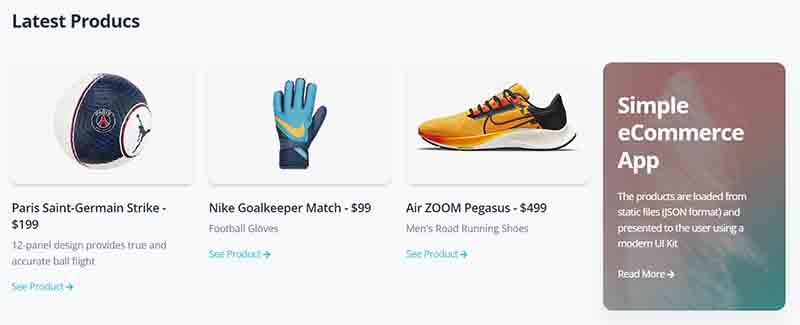 Latest Producs
PARIS
Paris Saint-Germain Strike -
$199
12-panel design provides true and
accurate ball flight
See Product →
Nike Goalkeeper Match - $99
Football Gloves
See Product →
Air ZOOM Pegasus - $499
Men's Road Running Shoes
See Product →
Simple
eCommerce
App
The products are loaded from
static files (JSON format) and
presented to the user using a
modern UI Kit
Read More →